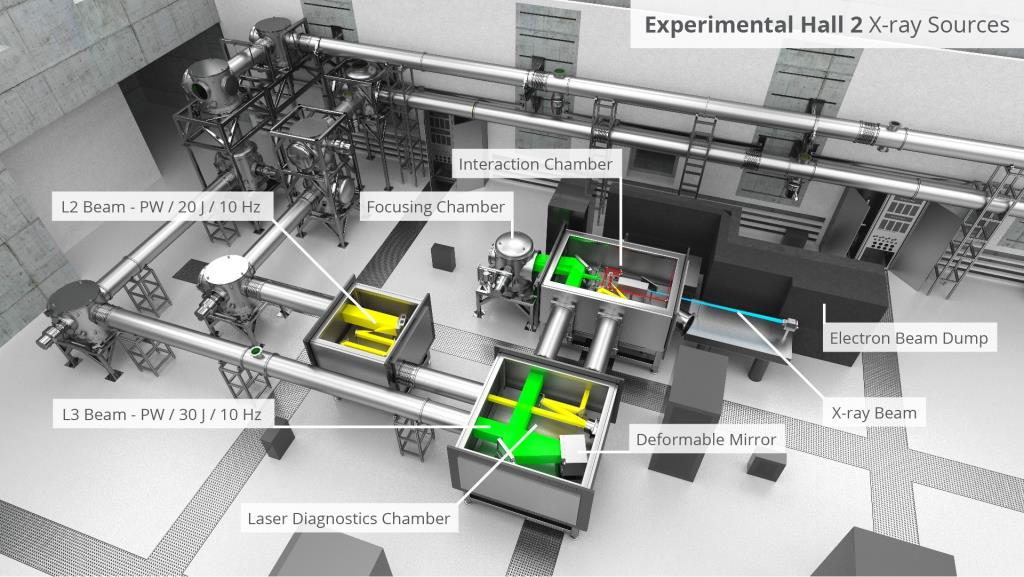 Experimental Hall 2 X-ray Sources
Interaction Chamber
L2 Beam - PW / 20 J / 10 Hz
Focusing Chamber
Electron Beam Dump
L3 Beam - PW / 30 J / 10 Hz
X-ray Beam
Deformable Mirror
Laser Diagnostics Chamber